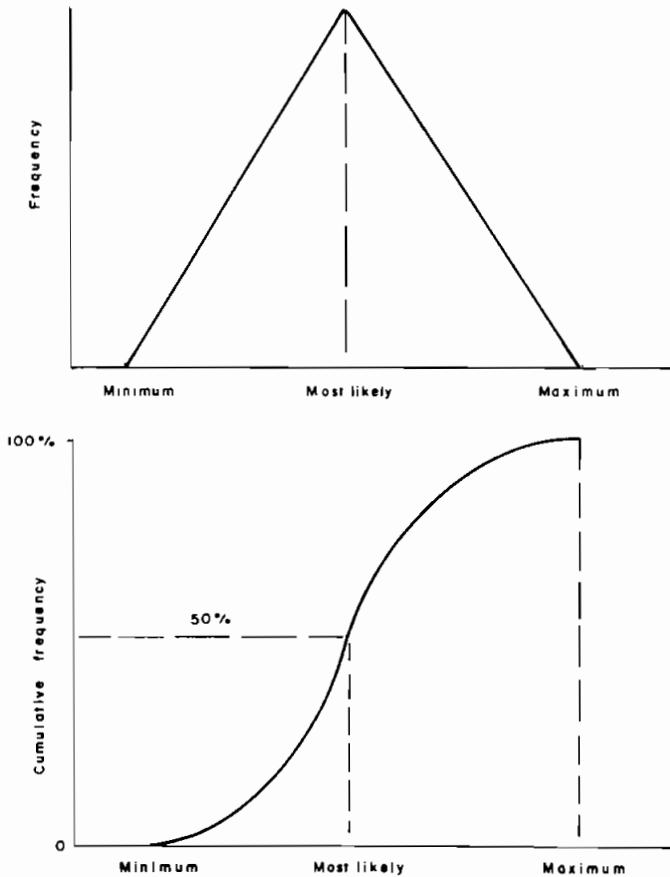 Frequency
Minimum Most likely Maximum
100%
50%
Cumulative frequency
0
Minimum Most likely Maximum